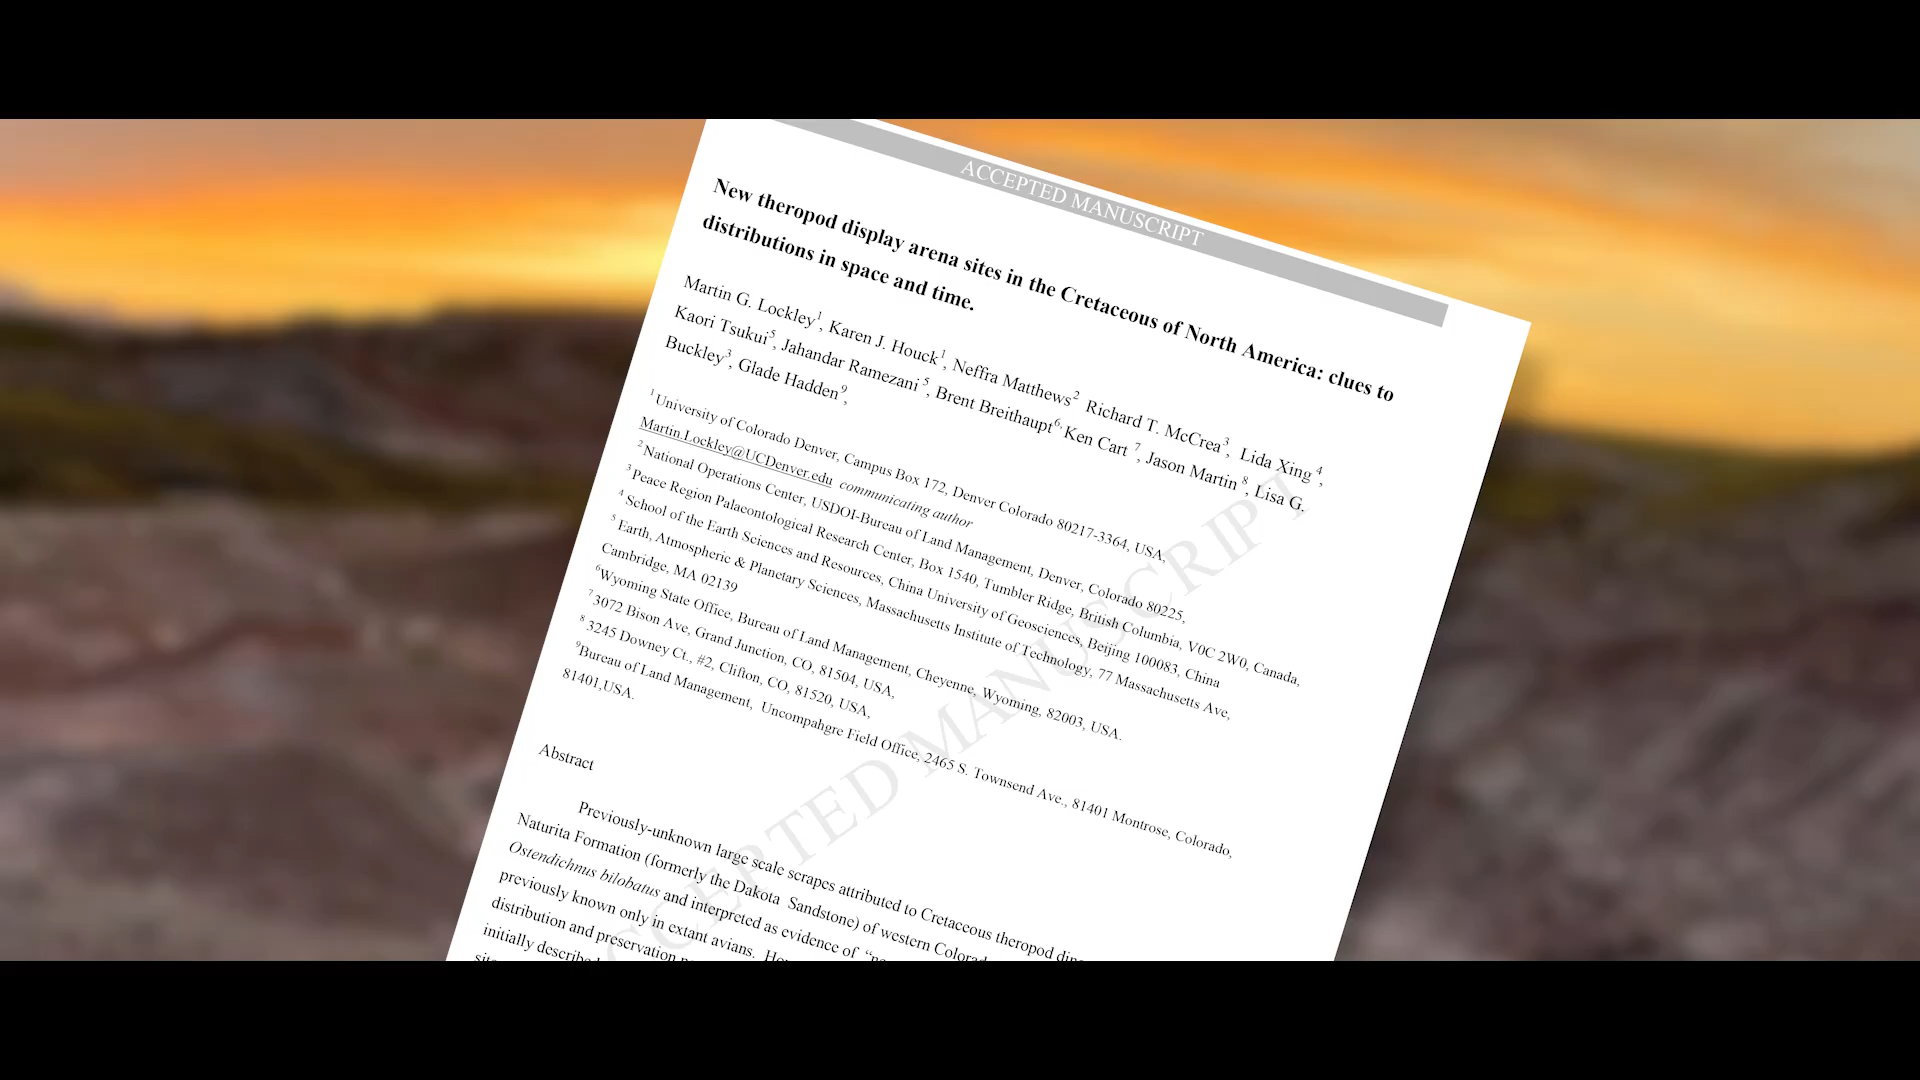 ACCEPTED MANUSCRIPT
New theropod display arena sites in the Cretaceous of North America: clues to
distributions in space and time.
Martin G. Lockley1, Karen J. Houck1, Neffra Matthews2 Richard T. McCrea3, Lida Xing4,
Kaori Tsukui5, Jahandar Ramezani5, Brent Breithaupt6, Ken Cart7, Jason Martin8, Lisa G.
Buckley3, Glade Hadden9,
1University of Colorado Denver, Campus Box 172, Denver Colorado 80217-3364, USA,
Martin.Lockley@UCDenver.edu communicating author
2National Operations Center, USDOI-Bureau of Land Management, Denver, Colorado 80225,
3Peace Region Palaeontological Research Center, Box 1540, Tumbler Ridge, British Columbia, V0C 2W0, Canada,
4School of the Earth Sciences and Resources, China University of Geosciences, Beijing 100083, China
5Earth, Atmospheric & Planetary Sciences, Massachusetts Institute of Technology, 77 Massachusetts Ave,
Cambridge, MA 02139
6Wyoming State Office, Bureau of Land Management, Cheyenne, Wyoming, 82003, USA.
73072 Bison Ave, Grand Junction, CO, 81504, USA,
83245 Downey Ct., #2, Clifton, CO, 81520, USA,
9Bureau of Land Management, Uncompahgre Field Office, 2465 S. Townsend Ave., 81401 Montrose, Colorado,
81401,USA.
Abstract
Previously-unknown large scale scrapes attributed to Cretaceous theropod
Naturita Formation (formerly the Dakota Sandstone) of western
Ostendichnus bilobatus and interpreted as evidence of
previously known only in extant avians.
distribution and preservation
initially
CCEPTED MANUSCRIPT